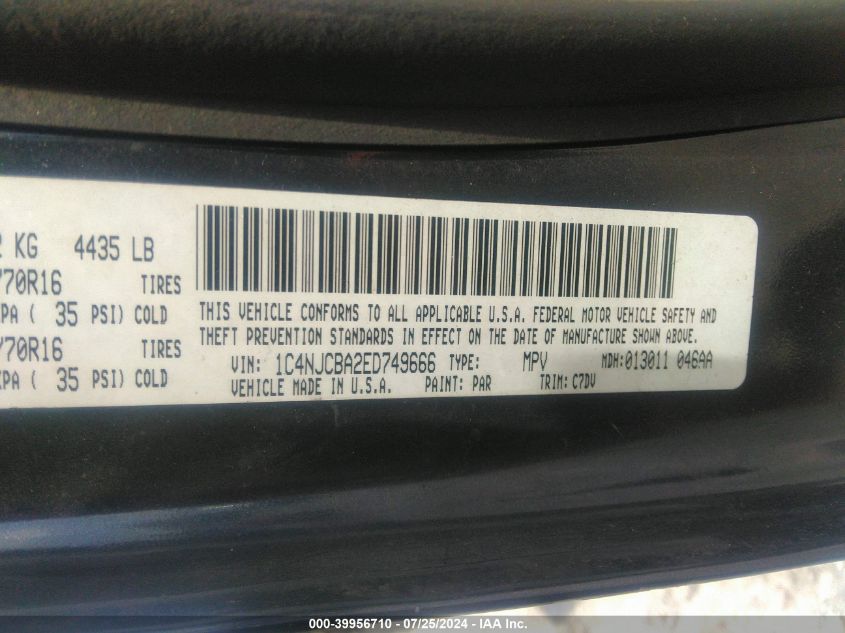 2 KG 4435 LB
/70R16 TIRES
KPA ( 35 PSI) COLD
/70R16 TIRES
KPA ( 35 PSI) COLD
THIS VEHICLE CONFORMS TO ALL APPLICABLE U.S.A. FEDERAL MOTOR VEHICLE SAFETY AND
THEFT PREVENTION STANDARDS IN EFFECT ON THE DATE OF MANUFACTURE SHOWN ABOVE.
VIN: 1C4NJCBA2ED749666 TYPE: MPV MDH:013011 046AA
VEHICLE MADE IN U.S.A. PAINT: PAR TRIM: C7DV
000-39956710 - 07/25/2024 - IAA Inc.